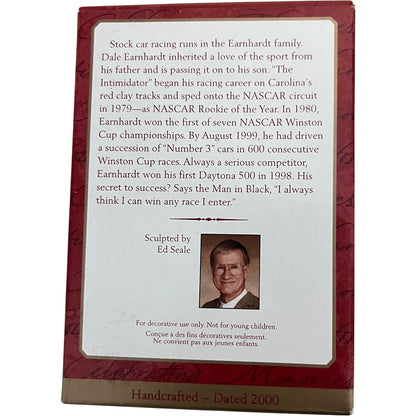 Stock car racing runs in the Earnhardt family.
Dale Earnhardt inherited a love of the sport from
his father and is passing it on to his son. "The
Intimidator" began his racing career on Carolina's
red clay tracks and sped onto the NASCAR circuit
in 1979—as NASCAR Rookie of the Year. In 1980,
Earnhardt won the first of seven NASCAR Winston
Cup championships. By August 1999, he had driven
a succession of "Number 3" cars in 600 consecutive
Winston Cup races. Always a serious competitor,
Earnhardt won his first Daytona 500 in 1998. His
secret to success? Says the Man in Black, "I always
think I can win any race I enter."
Sculpted by
Ed Seale
For decorative use only. Not for young children.
Conçue à des fins décoratives seulement.
Ne convient pas aux jeunes enfants.
Celebrating
Handcrafted – Dated 2000